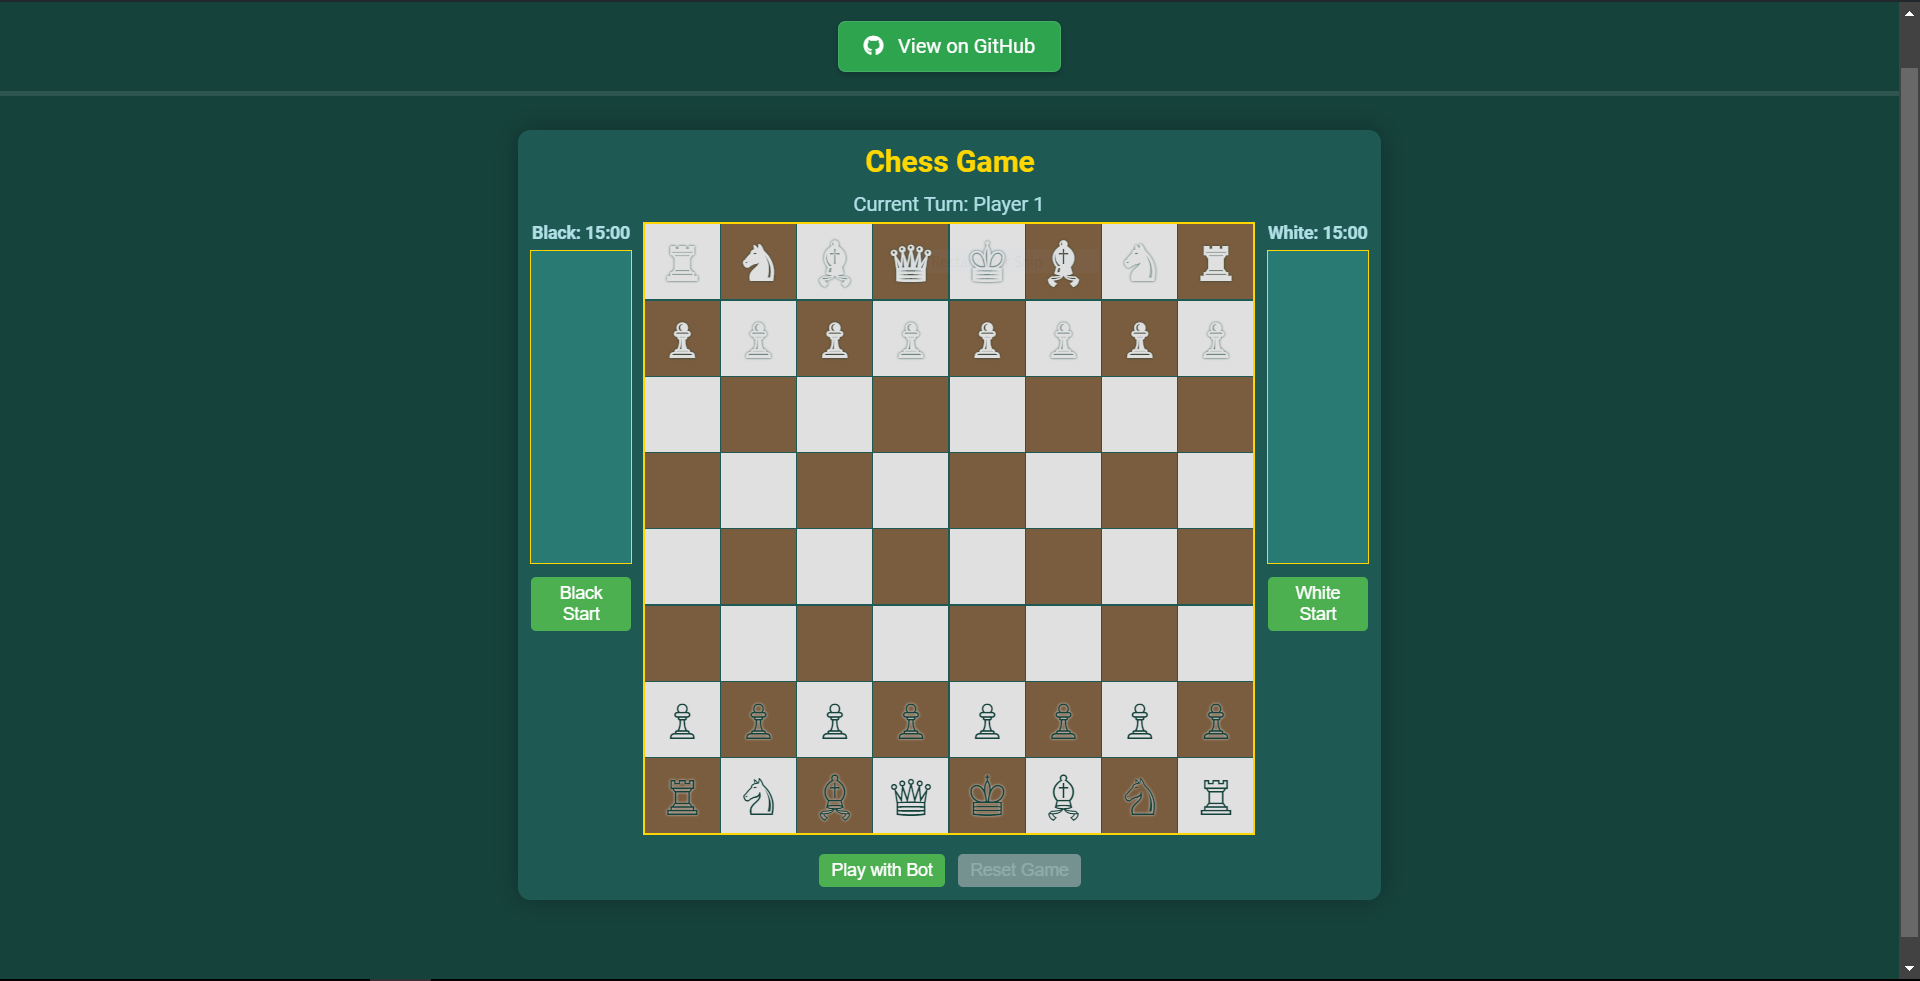 View on GitHub
Chess Game
Current Turn: Player 1
Black: 15:00
White: 15:00
Black
Start
White
Start
Play with Bot
Reset Game